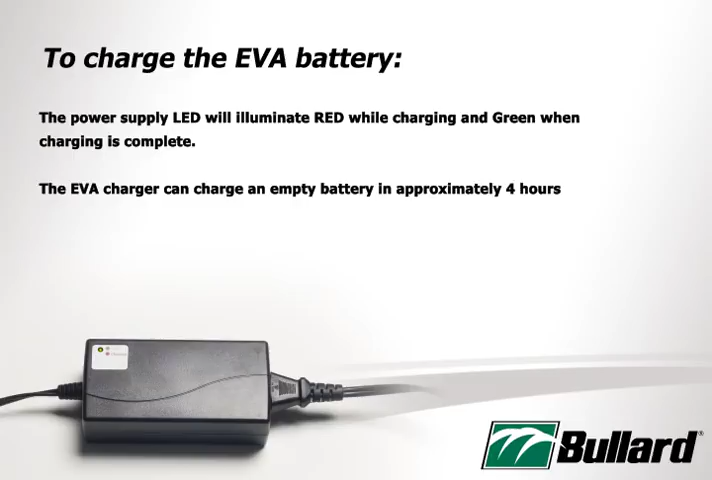 To charge the EVA battery:
The power supply LED will illuminate RED while charging and Green when
charging is complete.
The EVA charger can charge an empty battery in approximately 4 hours
Bullard®